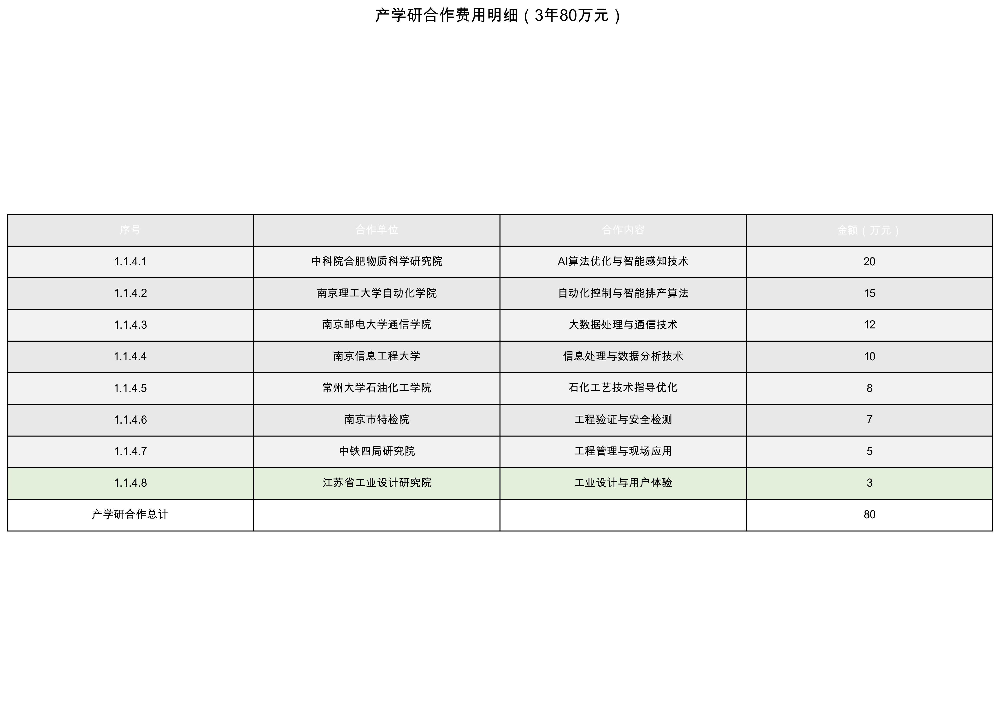 产学研合作费用明细（3年80万元）
序号 合作单位 合作内容 金额（万元）
1.1.4.1 中科院合肥物质科学研究院 AI算法优化与智能感知技术 20
1.1.4.2 南京理工大学自动化学院 自动化控制与智能排产算法 15
1.1.4.3 南京邮电大学通信学院 大数据处理与通信技术 12
1.1.4.4 南京信息工程大学 信息处理与数据分析技术 10
1.1.4.5 常州大学石油化工学院 石化工艺技术指导优化 8
1.1.4.6 南京市特检院 工程验证与安全检测 7
1.1.4.7 中铁四局研究院 工程管理与现场应用 5
1.1.4.8 江苏省工业设计研究院 工业设计与用户体验 3
产学研合作总计 80